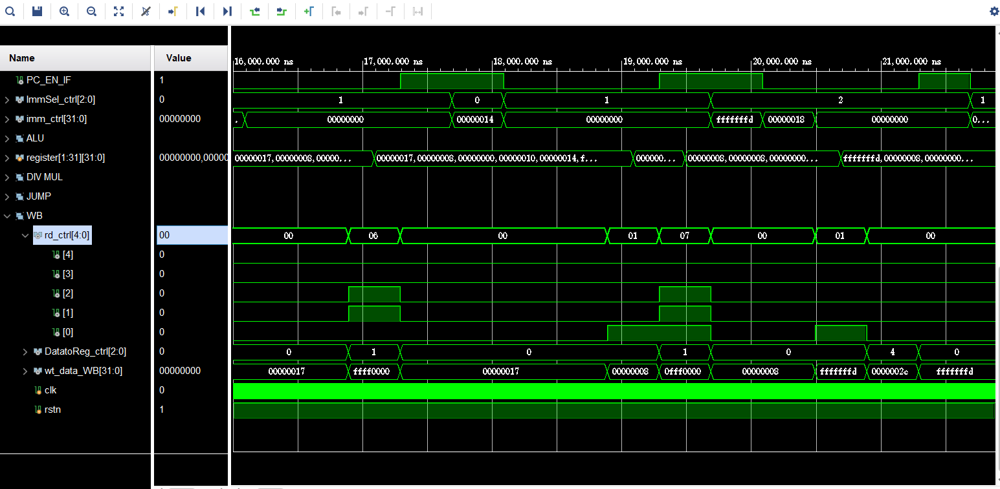 Name Value
16,000.000 ns 17,000.000 ns 18,000.000 ns 19,000.000 ns 20,000.000 ns 21,000.000 ns
PC_EN_IF 1
ImmSel_ctrl[2:0] 0 1 0 1 2 1
imm_ctrl[31:0] 00000000 . 00000000 00000014 00000000 fffffffd 00000018 00000000 0...
ALU
register[1:31][31:0] 00000000,00000 00000017,00000008,00000... 00000017,00000008,00000000,00000010,00000014,f... 000000... 00000008,00000008,00000000... fffffffd,00000008,00000000...
DIV MUL
JUMP
WB
rd_ctrl[4:0] 00 00 06 00 01 07 00 01 00
[4] 0
[3] 0
[2] 0
[1] 0
[0] 0
DatatoReg_ctrl[2:0] 0 0 1 0 1 0 4 0
wt_data_WB[31:0] 00000000 00000017 ffff0000 00000017 00000008 0fff0000 00000008 fffffffd 0000002c fffffffd
clk 0
rstn 1